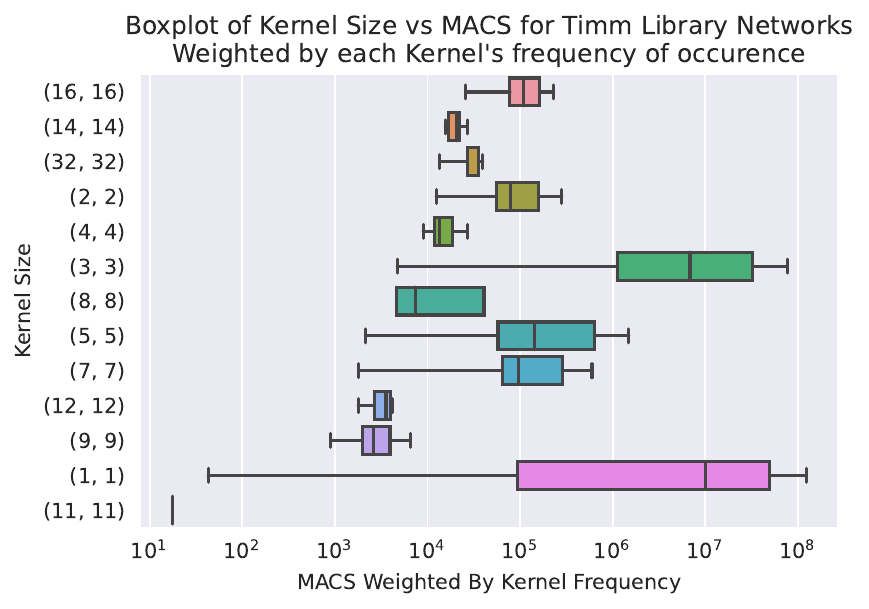 Boxplot of Kernel Size vs MACS for Timm Library Networks
Weighted by each Kernel's frequency of occurence
Kernel Size
(16, 16)
(14, 14)
(32, 32)
(2, 2)
(4, 4)
(3, 3)
(8, 8)
(5, 5)
(7, 7)
(12, 12)
(9, 9)
(1, 1)
(11, 11)
10¹ 10² 10³ 10⁴ 10⁵ 10⁶ 10⁷ 10⁸
MACS Weighted By Kernel Frequency